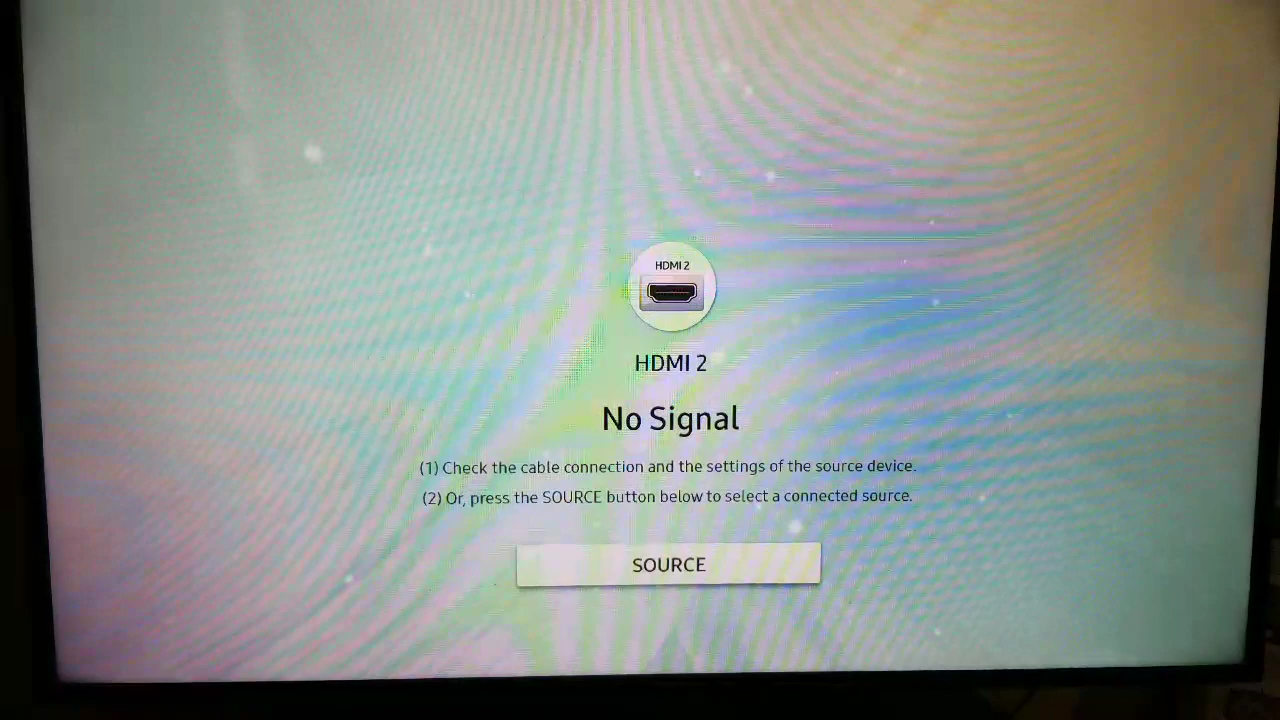 HDMI 2
HDMI 2
No Signal
(1) Check the cable connection and the settings of the source device.
(2) Or, press the SOURCE button below to select a connected source.
SOURCE